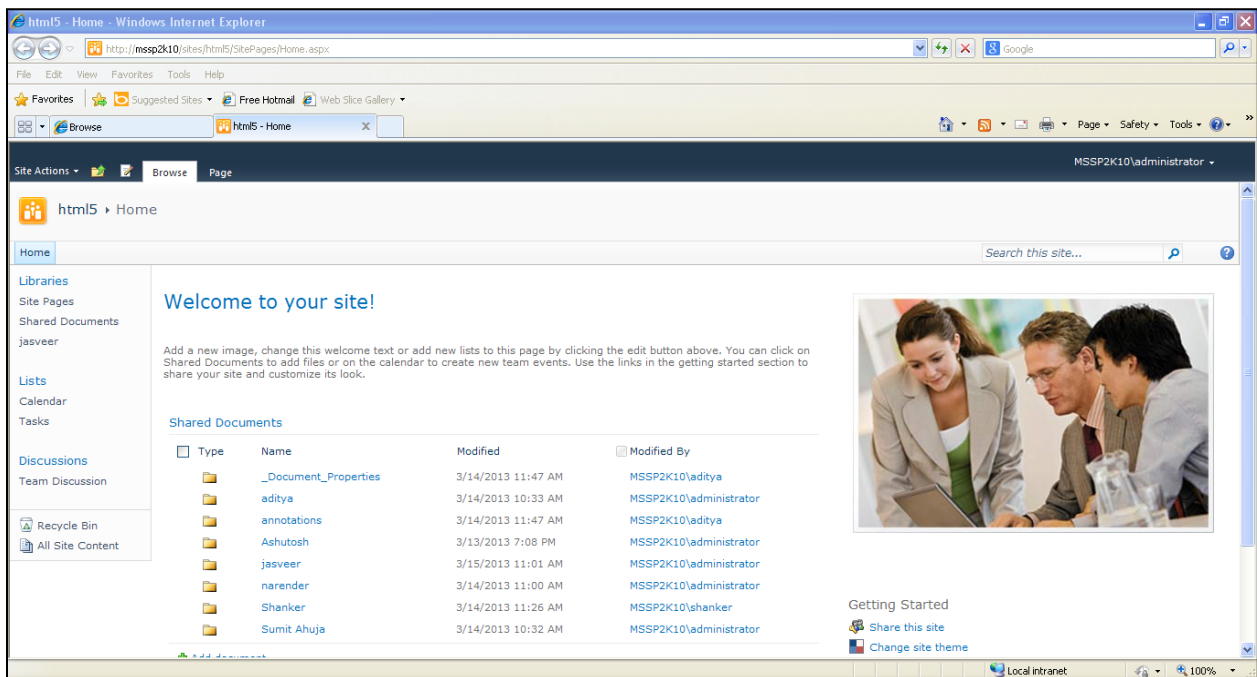 html5 - Home - Windows Internet Explorer
http://mssp2k10/sites/html5/SitePages/Home.aspx
Google
File Edit View Favorites Tools Help
Favorites Suggested Sites Free Hotmail Web Slice Gallery
Browse html5 - Home x Page Safety Tools »
Site Actions Browse Page MSSP2K10\administrator
html5 Home
Home Search this site...
Libraries
Site Pages
Shared Documents
jasveer
Lists
Calendar
Tasks
Discussions
Team Discussion
Recycle Bin
All Site Content
Welcome to your site!
Add a new image, change this welcome text or add new lists to this page by clicking the edit button above. You can click on
Shared Documents to add files or on the calendar to create new team events. Use the links in the getting started section to
share your site and customize its look.
Shared Documents
Type Name Modified Modified By
_Document_Properties 3/14/2013 11:47 AM MSSP2K10\aditya
aditya 3/14/2013 10:33 AM MSSP2K10\administrator
annotations 3/14/2013 11:47 AM MSSP2K10\aditya
Ashutosh 3/13/2013 7:08 PM MSSP2K10\administrator
jasveer 3/15/2013 11:01 AM MSSP2K10\administrator
narender 3/14/2013 11:00 AM MSSP2K10\administrator
Shanker 3/14/2013 11:26 AM MSSP2K10\shanker
Sumit Ahuja 3/14/2013 10:32 AM MSSP2K10\administrator
Add document
Getting Started
Share this site
Change site theme
Local intranet 100%